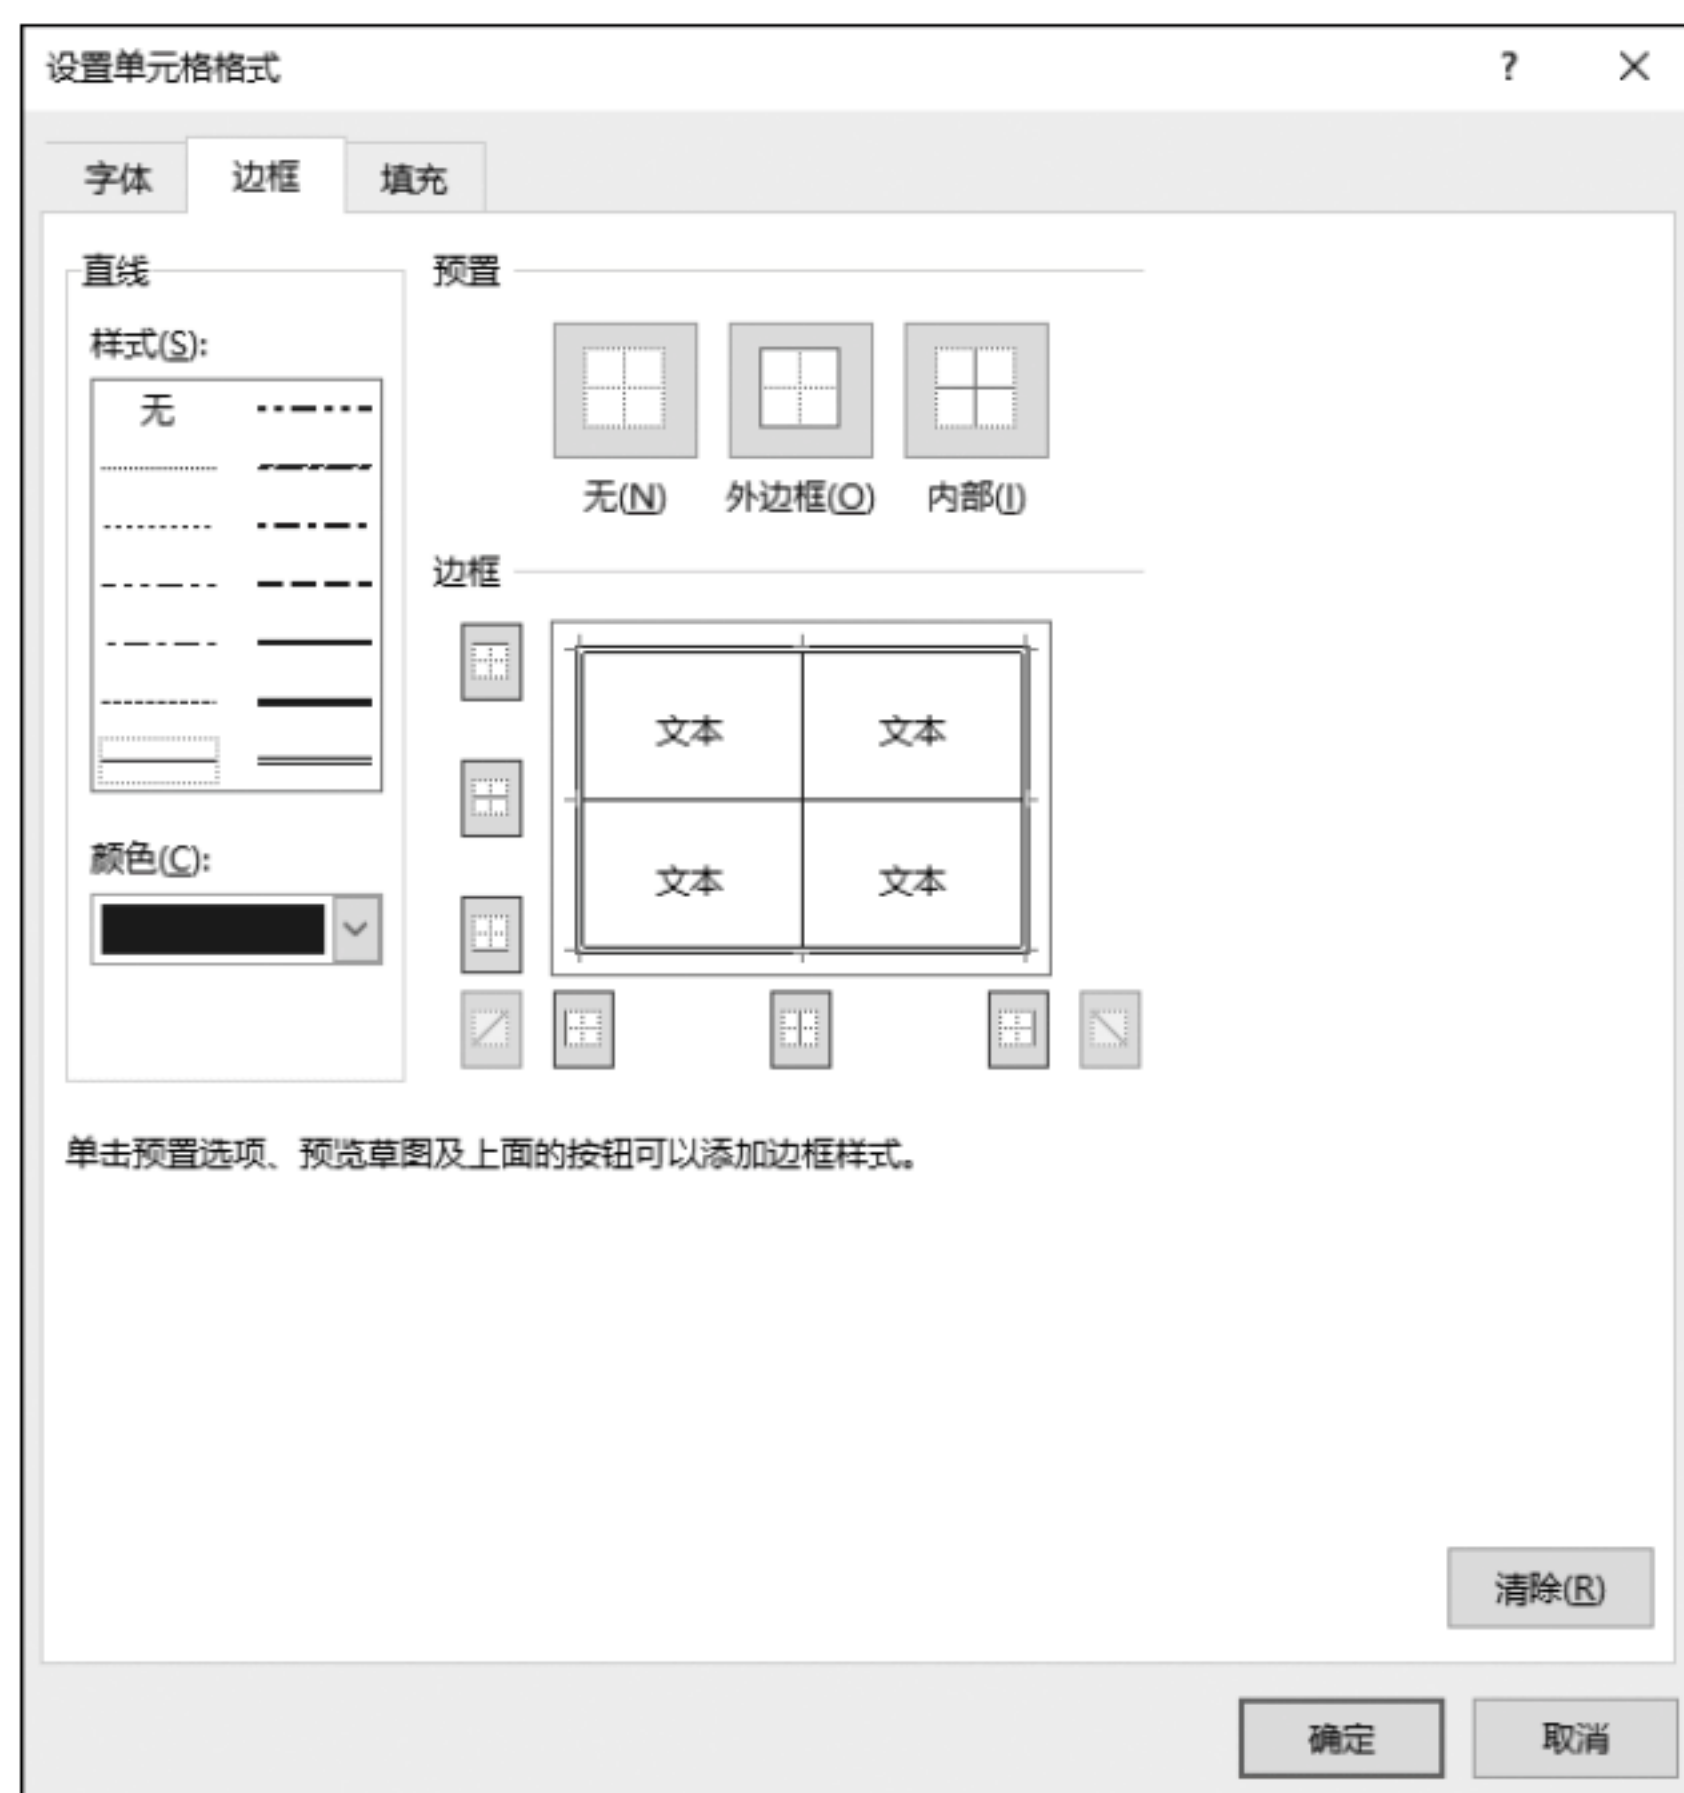 设置单元格格式 ? ×
字体 边框 填充
直线
样式(S):
无
颜色(C):
预置
无(N) 外边框(O) 内部(I)
边框
文本 文本
文本 文本
单击预置选项、预览草图及上面的按钮可以添加边框样式。
清除(R)
确定 取消